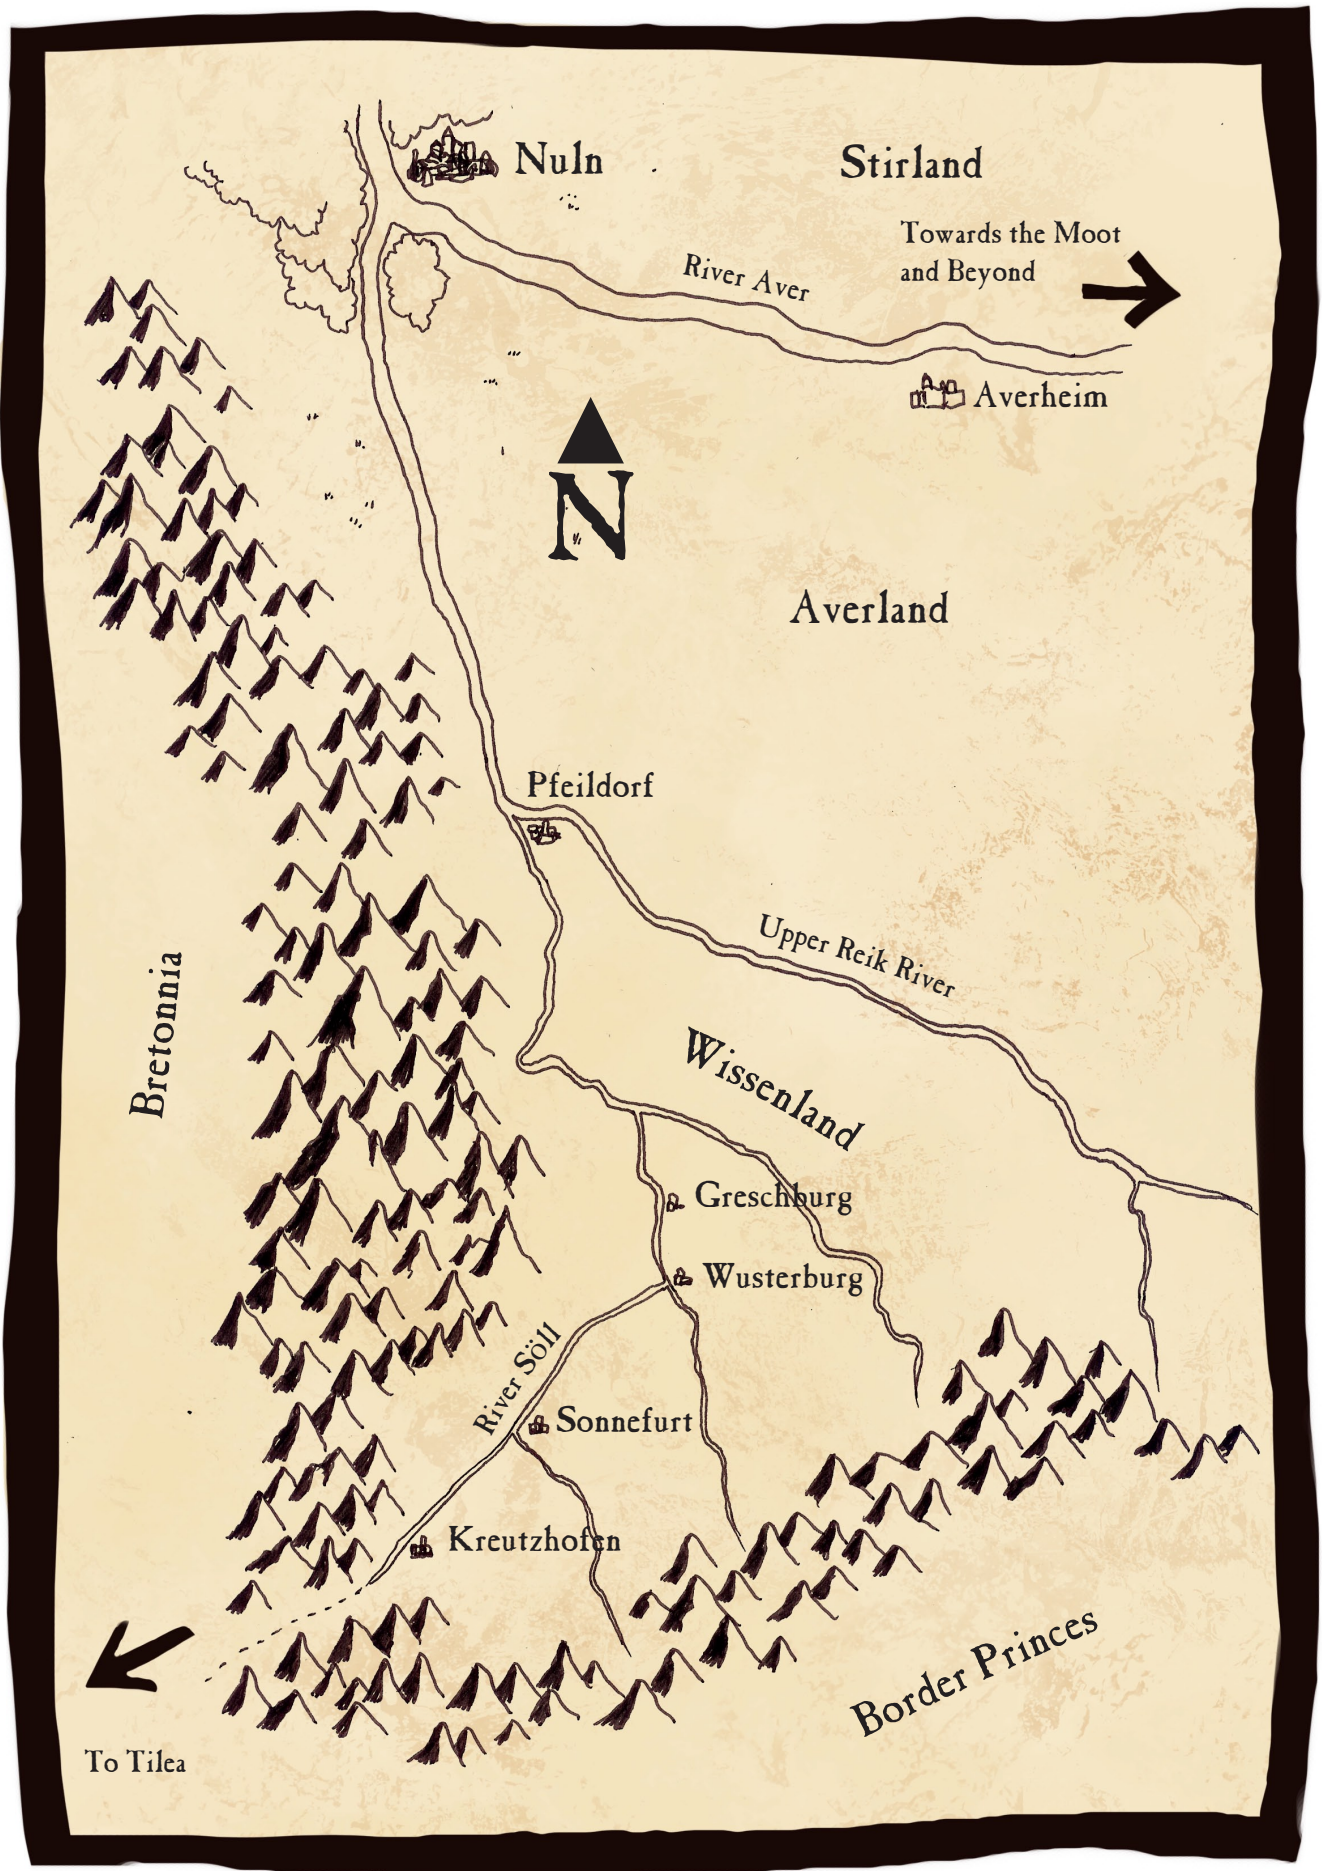 Nuln
Stirland
Towards the Moot
and Beyond
River Aver
Averheim
N
Averland
Pfeildorf
Upper Reik River
Bretonnia
Wissenland
Greschburg
Wusterburg
River Söll
Sonnefurt
Kreutzhofen
Border Princes
To Tilea